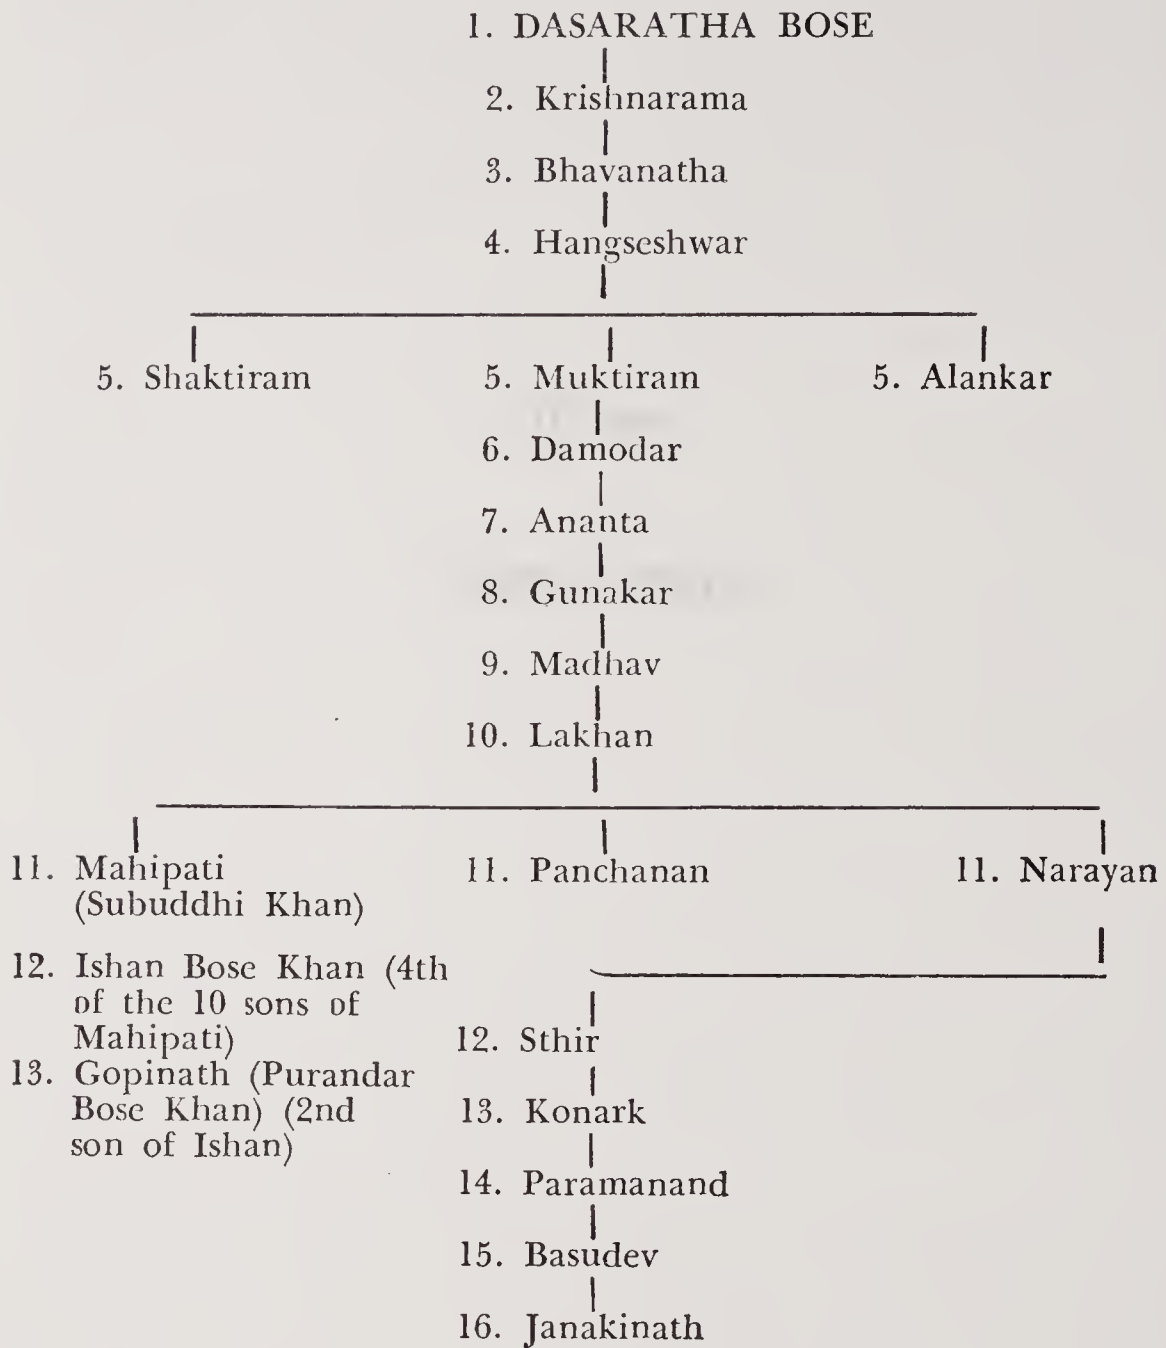 1. DASARATHA BOSE
2. Krishnarama
3. Bhavanatha
4. Hangseshwar
5. Shaktiram
5. Muktiram
5. Alankar
6. Damodar
7. Ananta
8. Gunakar
9. Madhav
10. Lakhan
11. Mahipati
(Subuddhi Khan)
11. Panchanan
11. Narayan
12. Ishan Bose Khan (4th
of the 10 sons of
Mahipati)
13. Gopinath (Purandar
Bose Khan) (2nd
son of Ishan)
12. Sthir
13. Konark
14. Paramanand
15. Basudev
16. Janakinath